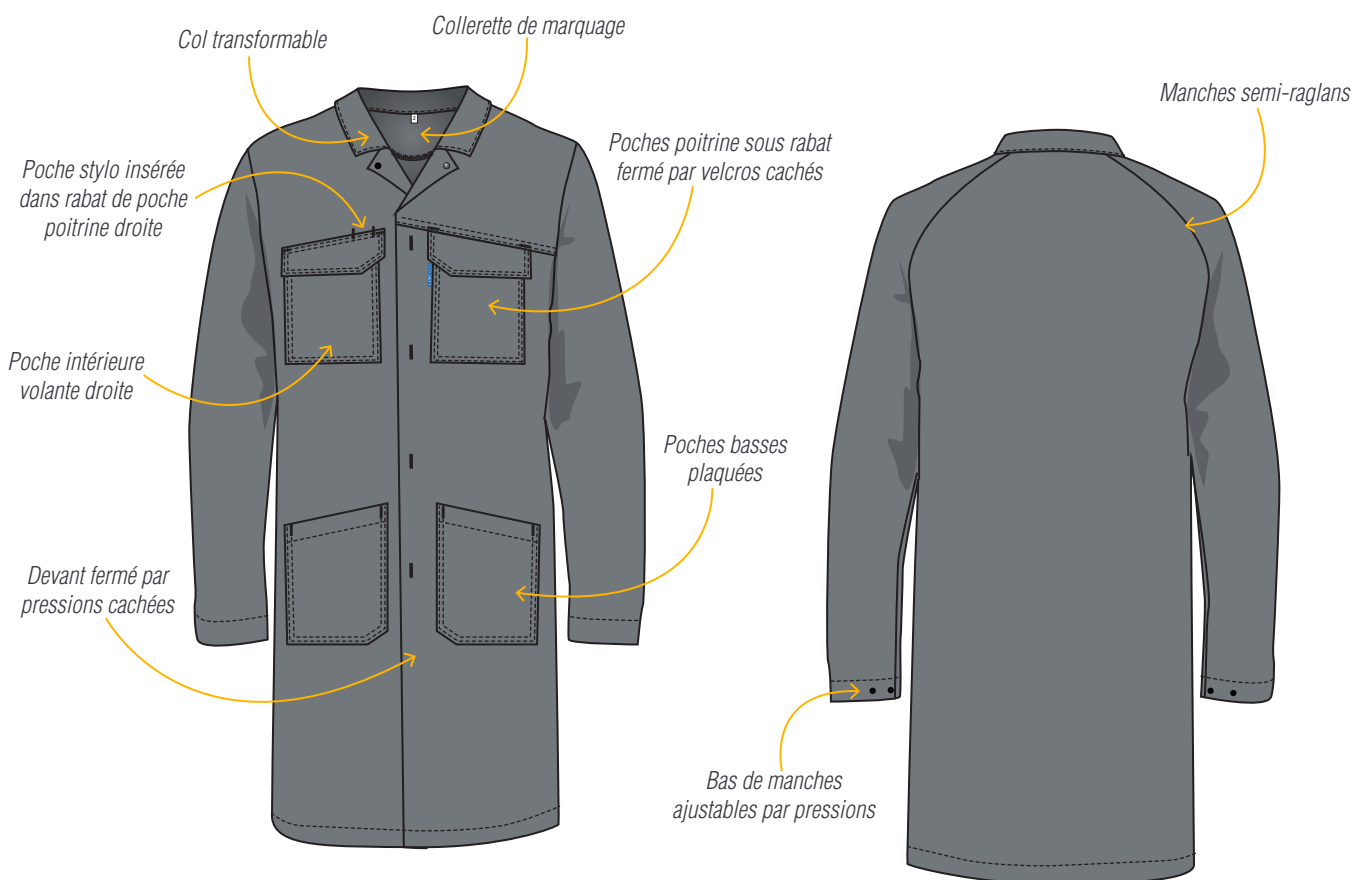 Col transformable
Collerette de marquage
Manches semi-raglans
Poche stylo insérée
dans rabat de poche
poitrine droite
Poches poitrine sous rabat
fermé par velcros cachés
Poche intérieure
volante droite
Poches basses
plaquées
Devant fermé par
pressions cachées
Bas de manches
ajustables par pressions